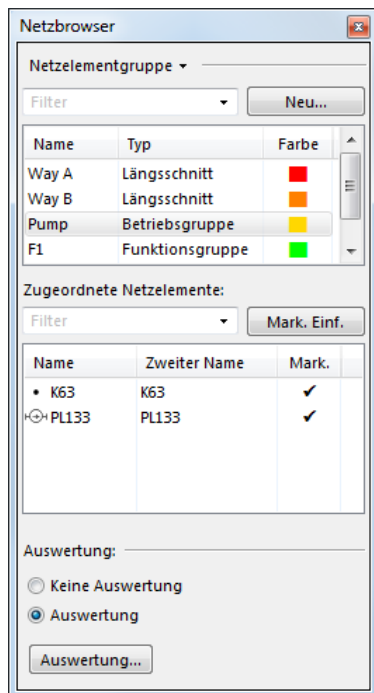 Netzbrowser
Netzelementgruppe
Filter Neu...
Name Typ Farbe
Way A Längsschnitt
Way B Längsschnitt
Pump Betriebsgruppe
F1 Funktionsgruppe
Zugeordnete Netzelemente:
Filter Mark. Einf.
Name Zweiter Name Mark.
K63 K63 ✔
PL133 PL133 ✔
Auswertung:
Keine Auswertung
Auswertung
Auswertung...